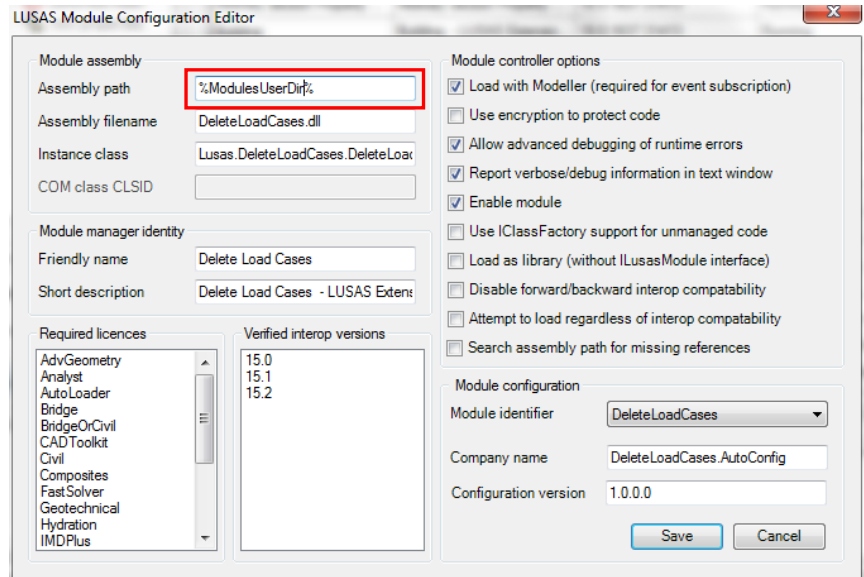 LUSAS Module Configuration Editor
Module assembly
Assembly path %ModulesUserDir%
Assembly filename DeleteLoadCases.dll
Instance class Lusas.DeleteLoadCases.DeleteLoad
COM class CLSID
Module manager identity
Friendly name Delete Load Cases
Short description Delete Load Cases - LUSAS Extens
Required licences
AdvGeometry
Analyst
AutoLoader
Bridge
BridgeOrCivil
CADToolkit
Civil
Composites
FastSolver
Geotechnical
Hydration
IMDPlus
Verified interop versions
15.0
15.1
15.2
Module controller options
Load with Modeller (required for event subscription)
Use encryption to protect code
Allow advanced debugging of runtime errors
Report verbose/debug information in text window
Enable module
Use IClassFactory support for unmanaged code
Load as library (without ILusasModule interface)
Disable forward/backward interop compatability
Attempt to load regardless of interop compatability
Search assembly path for missing references
Module configuration
Module identifier DeleteLoadCases
Company name DeleteLoadCases.AutoConfig
Configuration version 1.0.0.0
Save Cancel